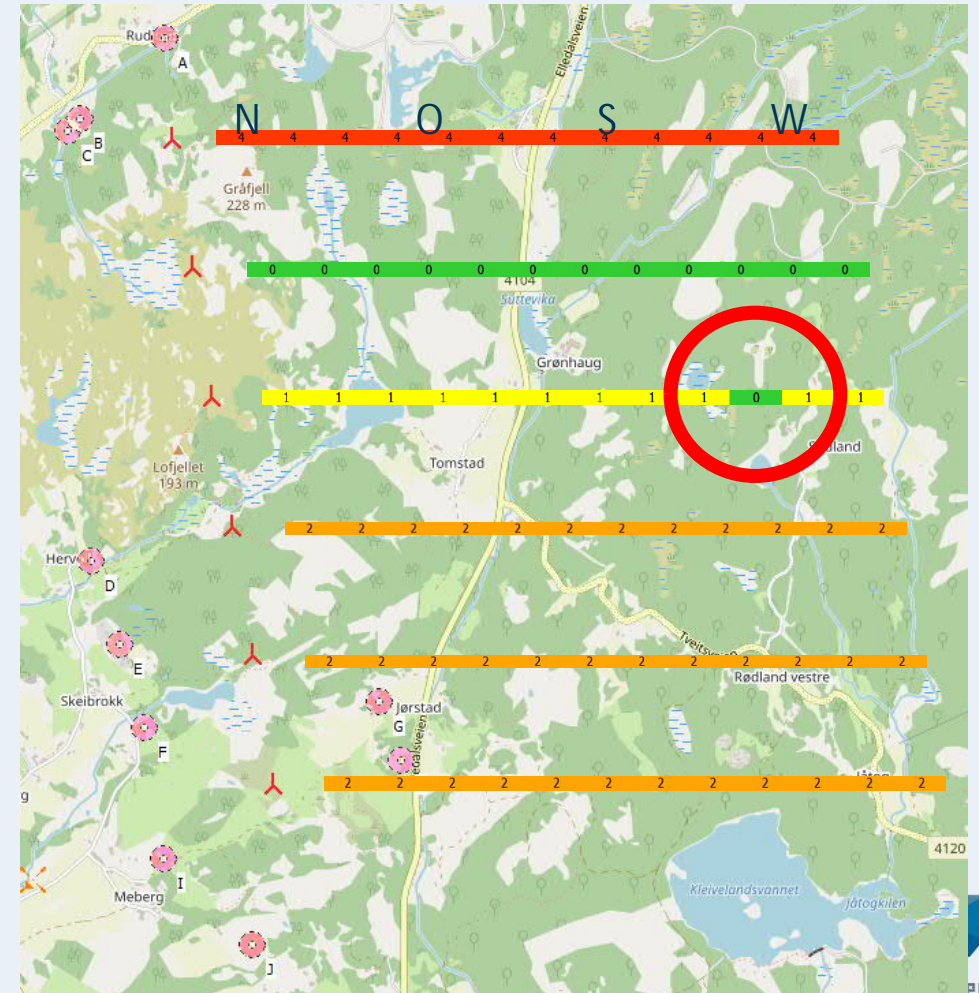 Rud
A
Elledalsveien
N O S W
B
C
4 4 4 4 4 4 4 4 4 4 4 4
Gråfjell
228 m
0 0 0 0 0 0 0 0 0 0 0 0
4104
Suttevika
Grønhaug
1 1 1 1 1 1 1 1 1 0 1 1
land
Tomstad
Lofjellet
193 m
2 2 2 2 2 2 2 2 2 2 2 2
Herv
D
Tveitsvei
E
2 2 2 2 2 2 2 2 2 2 2 2
Rødland vestre
Skeibrokk
Jørstad
G
F
edalsveien
2 2 2 2 2 2 2 2 2 2 2 2
Jåtog
g
4120
I
Meberg
Kleivelandsvannet
Jåtogkilen
J